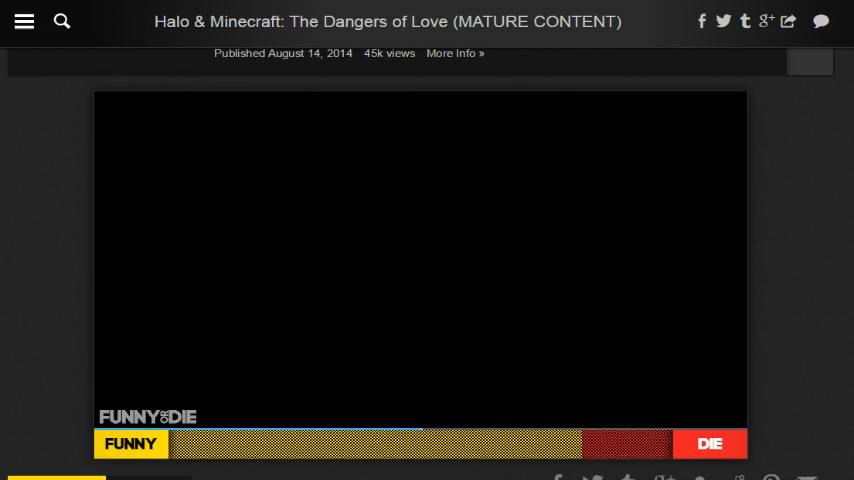 Halo & Minecraft: The Dangers of Love (MATURE CONTENT)
Published August 14, 2014 45k views More Info »
FUNNY OR DIE
FUNNY
DIE